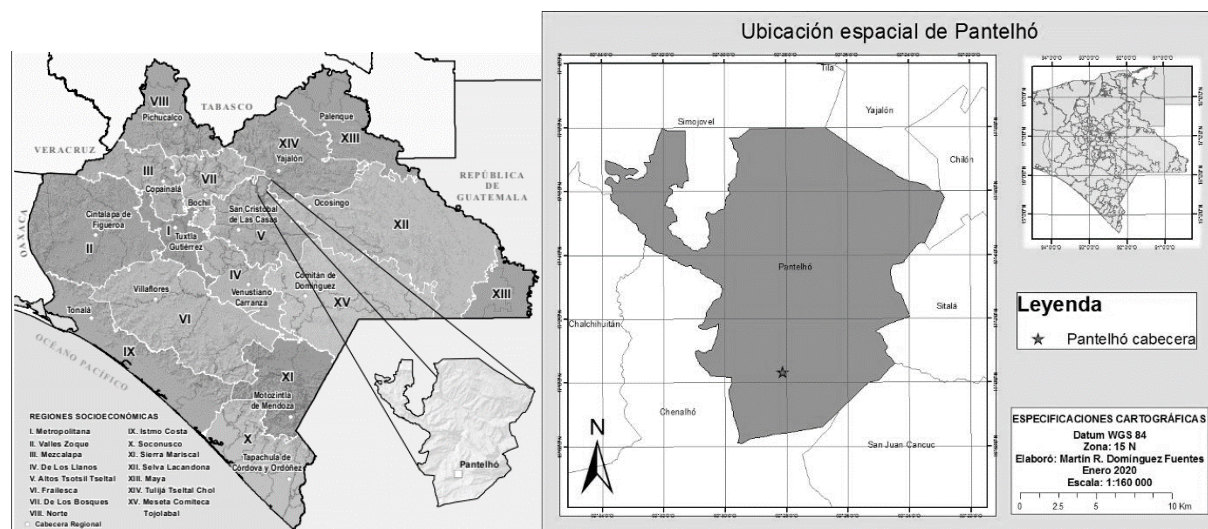 VIII
Pichucalco
TABASCO
Palenque
XIII
XIV
Yajalón
VERACRUZ
III
Copainalá
VII
Bochil
REPÚBLICA
DE
GUATEMALA
Ocosingo
XII
OAXACA
Cintalapa de
Figueroa
II
I
Tuxtla
Gutiérrez
San Cristóbal
de Las Casas
V
IV
Venustiano
Carranza
Comitán de
Domínguez
XV
XIII
Villaflores
VI
Tonalá
IX
OCÉANO PACÍFICO
XI
Motozintla
de Mendoza
X
Tapachula de
Córdova y Ordóñez
Pantelhó
REGIONES SOCIOECONÓMICAS
I. Metropolitana
II. Valles Zoque
III. Mezcalapa
IV. De Los Llanos
V. Altos Tsotsil Tseltal
VI. Frailesca
VII. De Los Bosques
VIII. Norte
IX. Istmo Costa
X. Soconusco
XI. Sierra Mariscal
XII. Selva Lacandona
XIII. Maya
XIV. Tulijá Tseltal Chol
XV. Meseta Comiteca
Tojolabal
Cabecera Regional
Ubicación espacial de Pantelhó
Tila
Simojovel
Yajalón
Chilón
Pantelhó
Sitalá
Chalchihuitán
Chenalhó
San Juan Cancuc
N
Leyenda
Pantelhó cabecera
ESPECIFICACIONES CARTOGRÁFICAS
Datum WGS 84
Zona: 15 N
Elaboró: Martin R. Domínguez Fuentes
Enero 2020
Escala: 1:160 000
0 2.5 5 10 Km